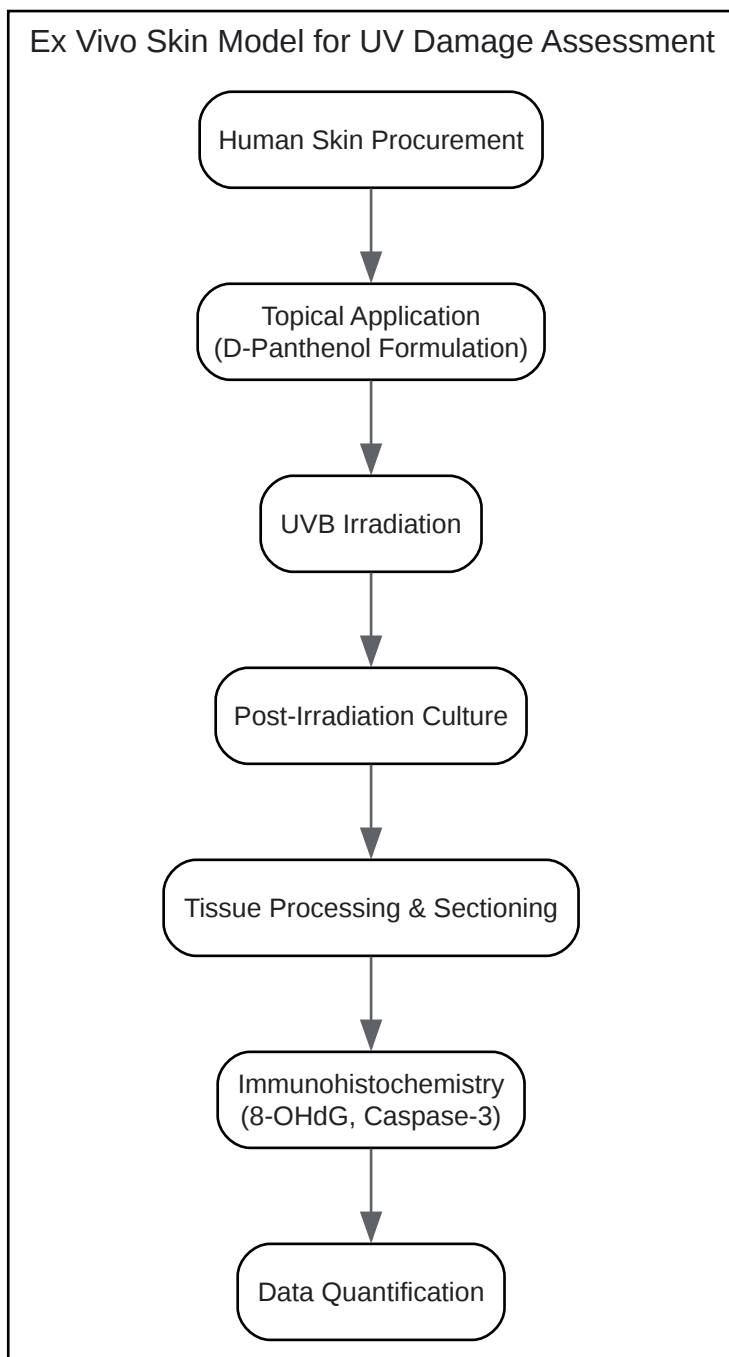 Ex Vivo Skin Model for UV Damage Assessment
Human Skin Procurement
Topical Application
(D-Panthenol Formulation)
UVB Irradiation
Post-Irradiation Culture
Tissue Processing & Sectioning
Immunohistochemistry
(8-OHdG, Caspase-3)
Data Quantification